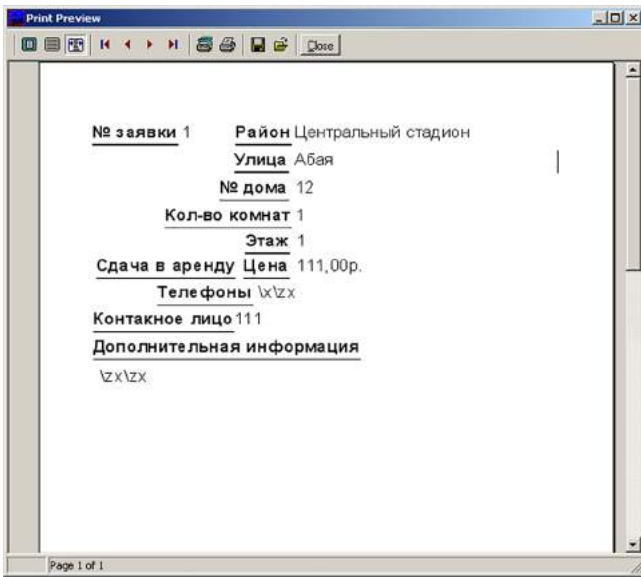 Print Preview
Close
№ заявки 1 Район Центральный стадион
Улица Абая
№ дома 12
Кол-во комнат 1
Этаж 1
Сдача в аренду Цена 111,00р.
Телефоны \x\zx
Контакное лицо 111
Дополнительная информация
\zx\zx
Page 1 of 1